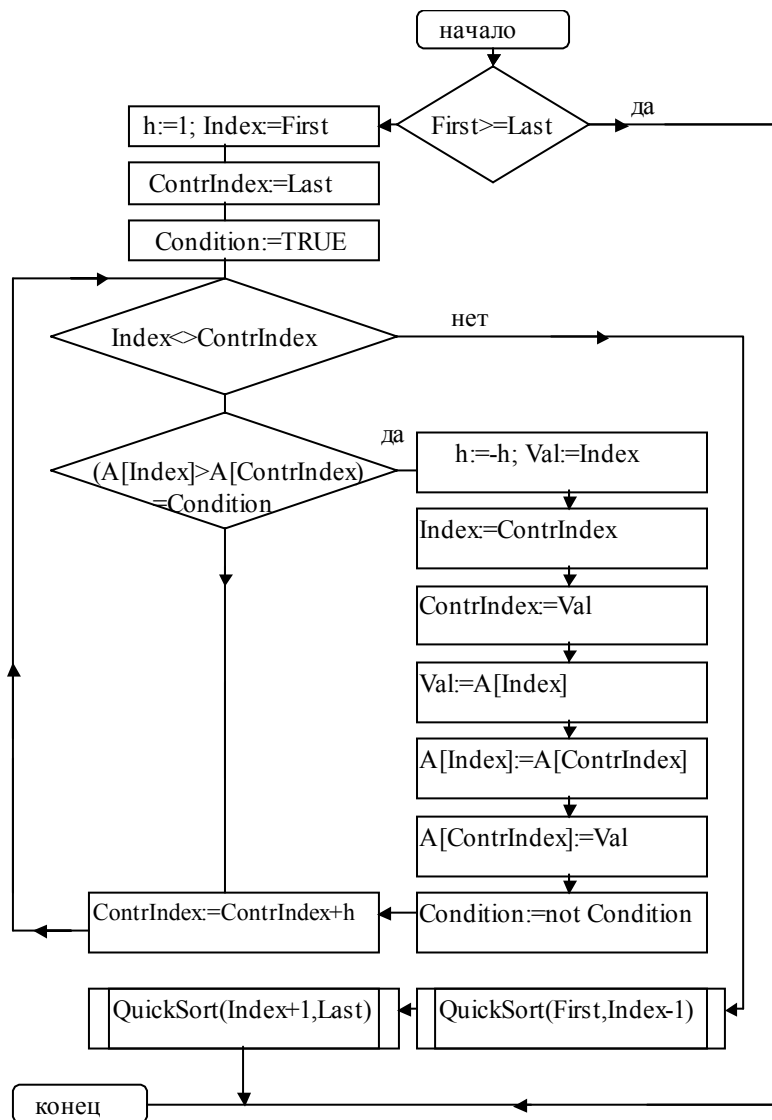 начало
да
h:=1; Index:=First
First>=Last
ContrIndex:=Last
Condition:=TRUE
нет
Index<>ContrIndex
да
(A[Index]>A[ContrIndex)
=Condition
h:=-h; Val:=Index
Index:=ContrIndex
ContrIndex:=Val
Val:=A[Index]
A[Index]:=A[ContrIndex]
A[ContrIndex]:=Val
ContrIndex:=ContrIndex+h
Condition:=not Condition
QuickSort(Index+1,Last)
QuickSort(First,Index-1)
конец